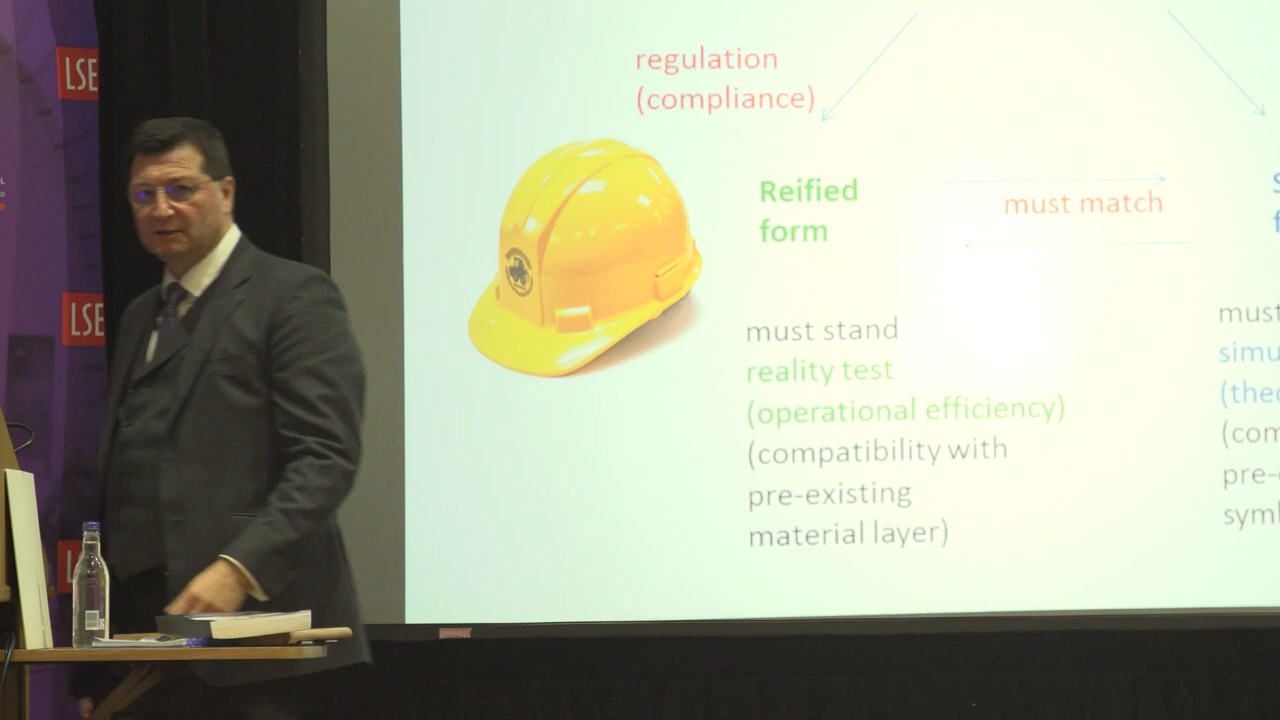 LSE
LSE
regulation
(compliance)
Reified
form
must match
must stand
reality test
(operational efficiency)
(compatibility with
pre-existing
material layer)
must